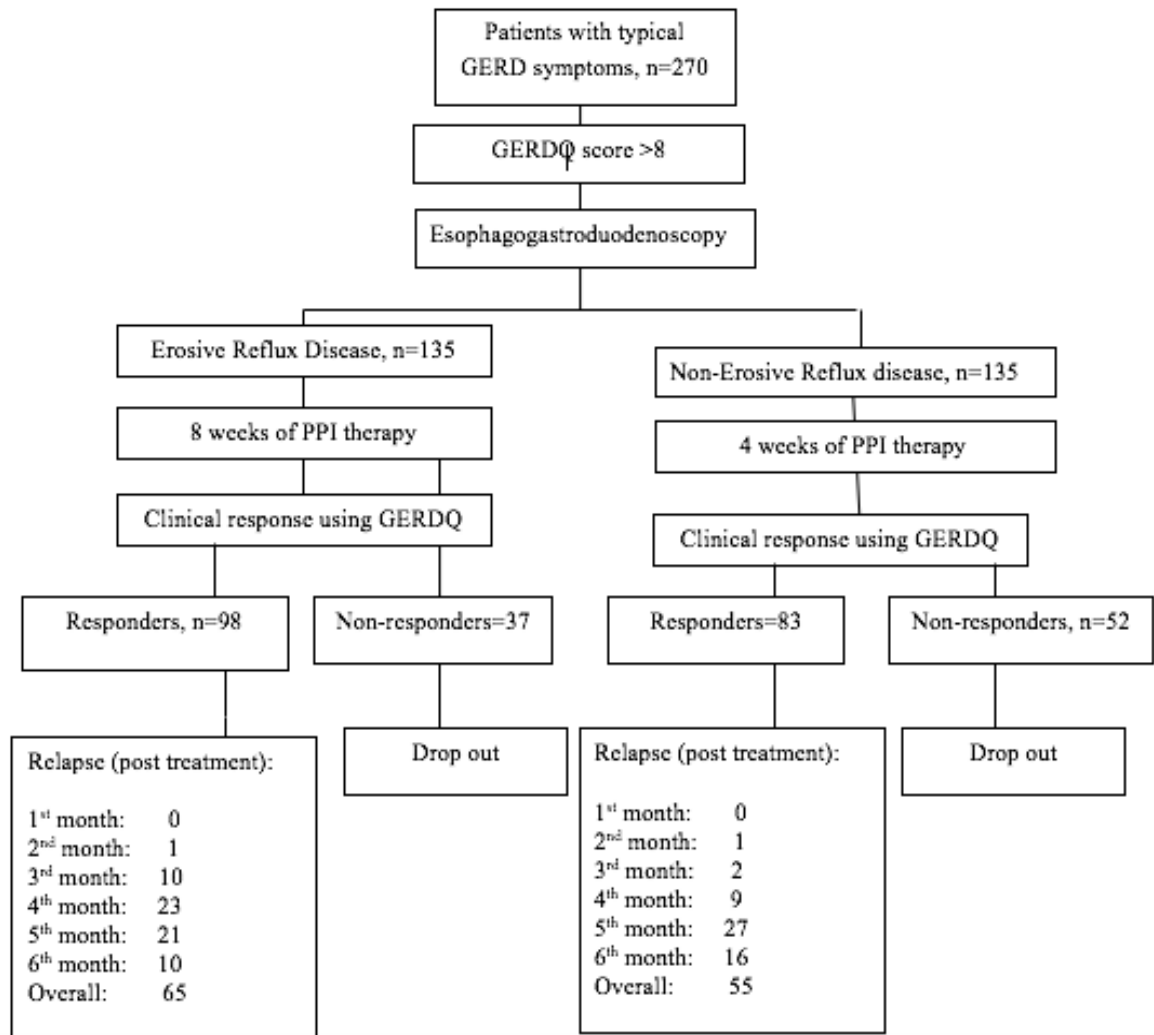 Patients with typical
GERD symptoms, n=270
GERDQ score >8
Esophagogastroduodenoscopy
Erosive Reflux Disease, n=135
8 weeks of PPI therapy
Clinical response using GERDQ
Responders, n=98
Non-responders=37
Relapse (post treatment):
1st month: 0
2nd month: 1
3rd month: 10
4th month: 23
5th month: 21
6th month: 10
Overall: 65
Drop out
Non-Erosive Reflux disease, n=135
4 weeks of PPI therapy
Clinical response using GERDQ
Responders=83
Non-responders, n=52
Relapse (post treatment):
1st month: 0
2nd month: 1
3rd month: 2
4th month: 9
5th month: 27
6th month: 16
Overall: 55
Drop out